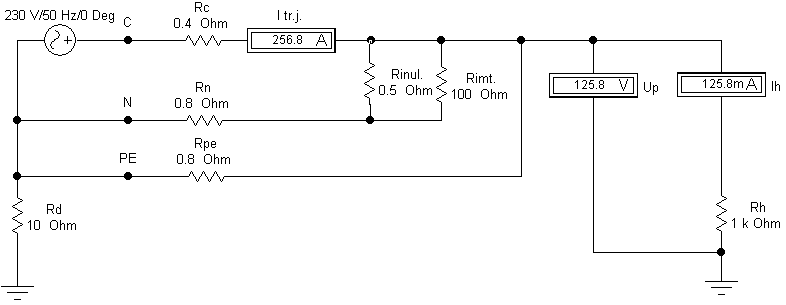 230 V/50 Hz/0 Deg
C
Rc
0.4 Ohm
I tr.j.
256.8 A
Rinul.
0.5 Ohm
Rimt.
100 Ohm
125.8 V
Up
125.8m A
Ih
N
Rn
0.8 Ohm
PE
Rpe
0.8 Ohm
Rd
10 Ohm
Rh
1 k Ohm